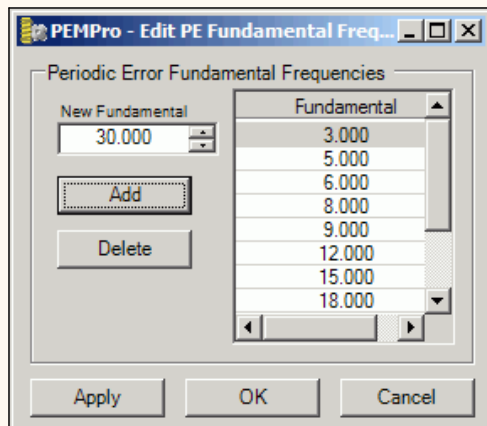 PEMPro - Edit PE Fundamental Freq...
Periodic Error Fundamental Frequencies
New Fundamental
30.000
Add
Delete
Fundamental
3.000
5.000
6.000
8.000
9.000
12.000
15.000
18.000
Apply
OK
Cancel